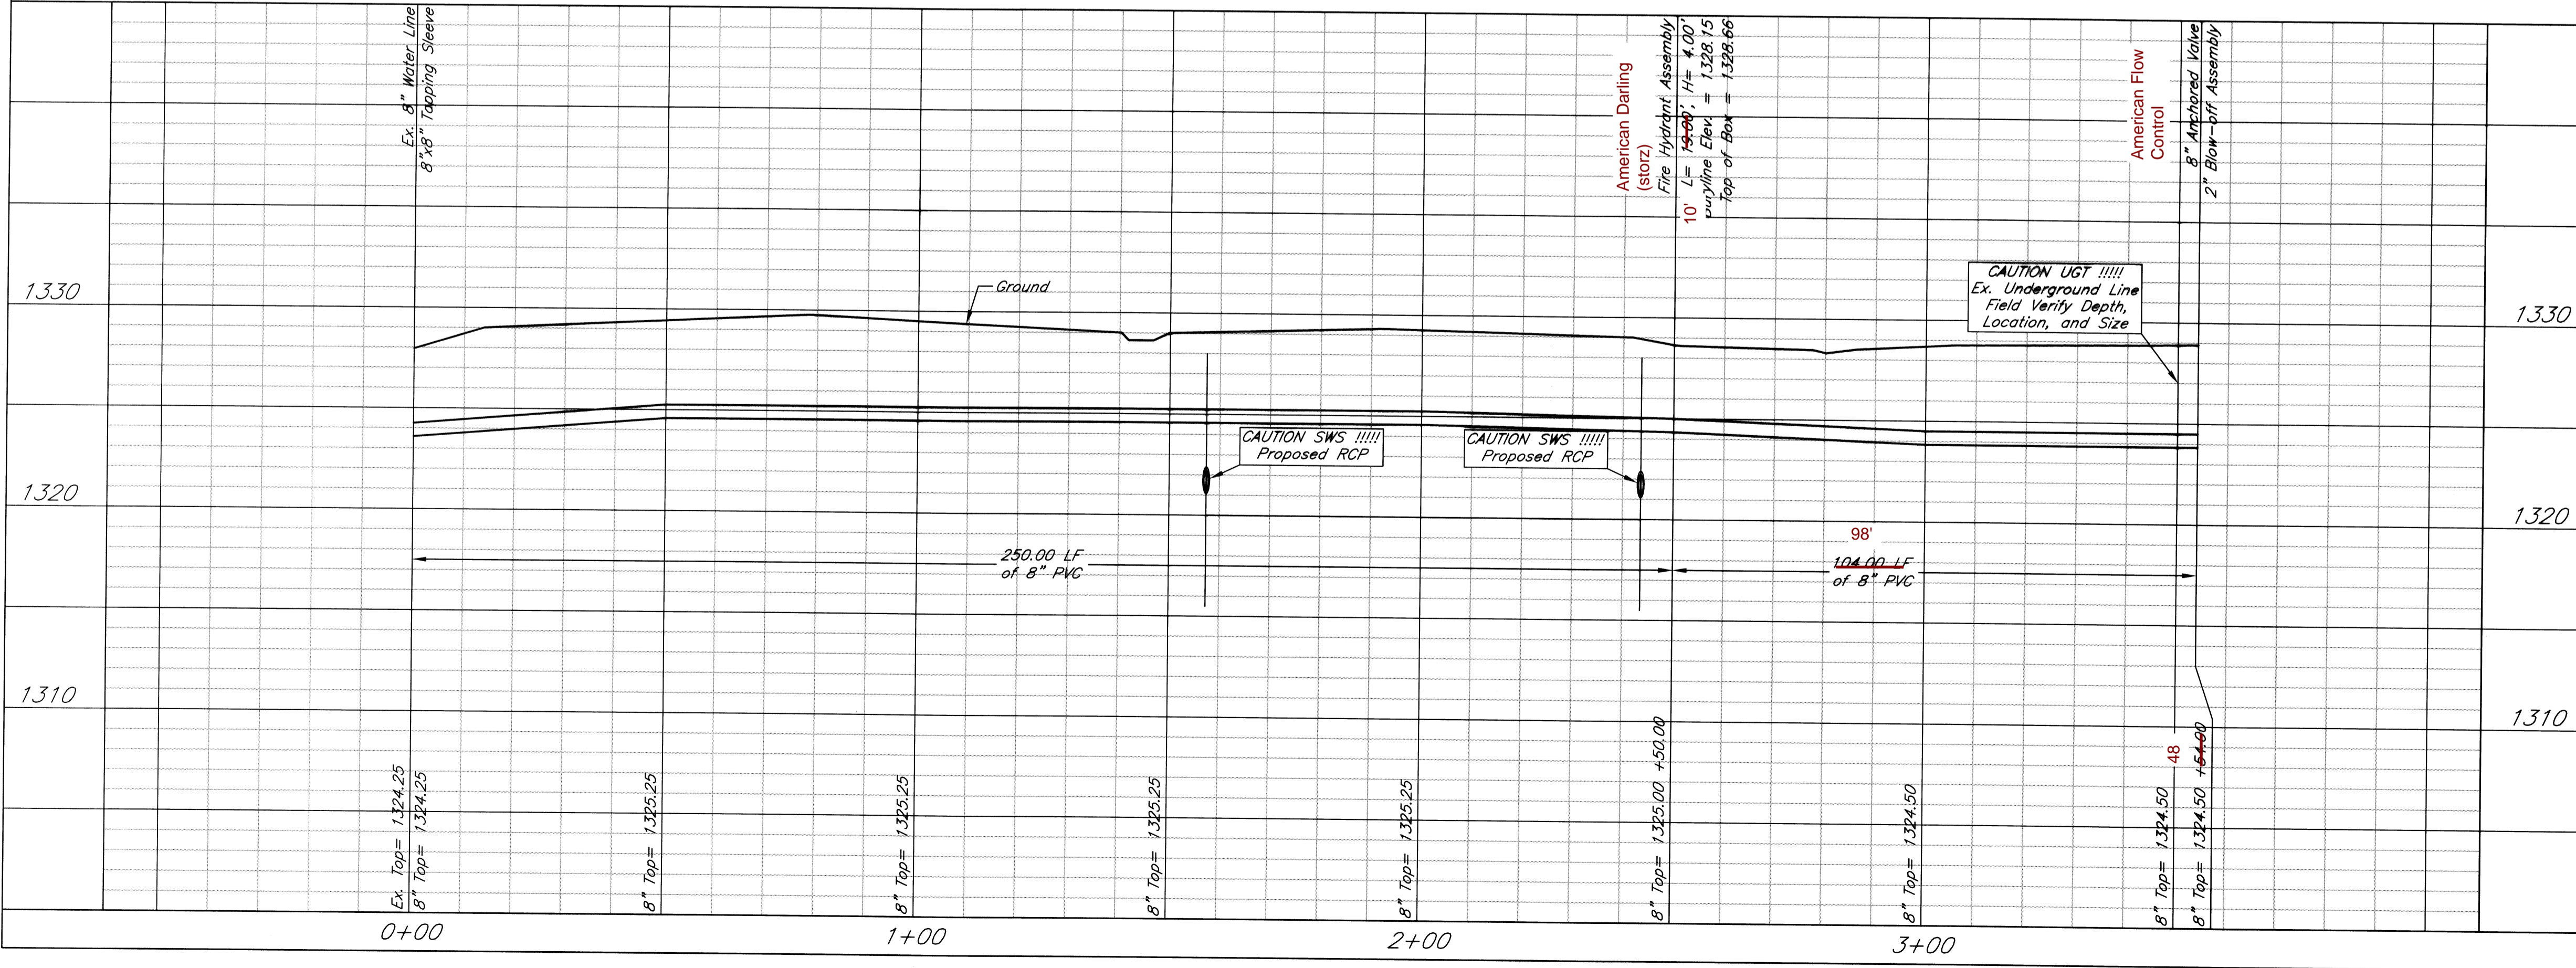 Ex. 8" Water Line
8"x8" Tapping Sleeve
American Darling
(storz)
Fire Hydrant Assembly
10'
L= 19.00', H= 4.00'
Buryline Elev. = 1328.15
Top of Box = 1328.66
American Flow
Control
8" Anchored Valve
2" Blow-off Assembly
1330
Ground
CAUTION UGT !!!!!
Ex. Underground Line
Field Verify Depth,
Location, and Size
1330
CAUTION SWS !!!!!
Proposed RCP
CAUTION SWS !!!!!
Proposed RCP
1320
1320
250.00 LF
of 8" PVC
98'
104.00 LF
of 8" PVC
1310
1310
Ex. Top= 1324.25
8" Top= 1324.25
8" Top= 1325.25
8" Top= 1325.25
8" Top= 1325.25
8" Top= 1325.25
8" Top= 1325.00 +50.00
8" Top= 1324.50
8" Top= 1324.50
48
8" Top= 1324.50 +54.00
0+00
1+00
2+00
3+00